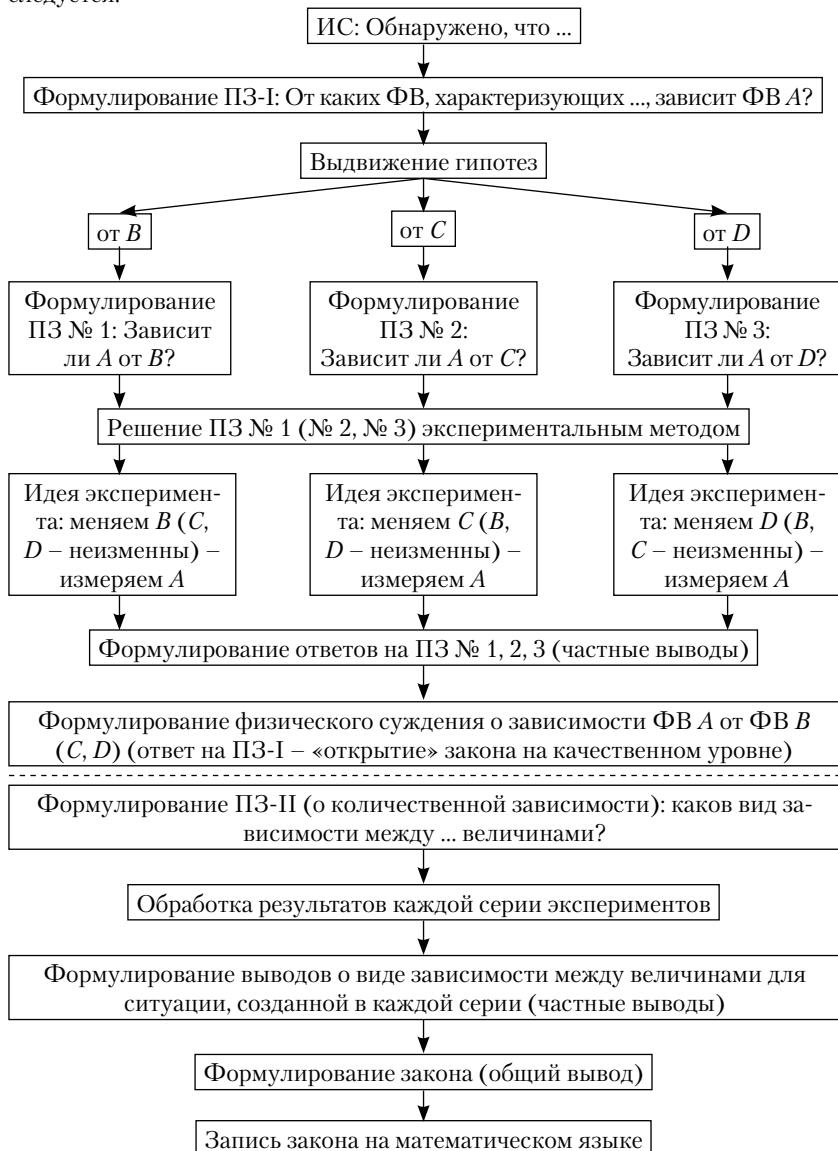 следуется.
ИС: Обнаружено, что ...
Формулирование ПЗ-I: От каких ФВ, характеризующих ..., зависит ФВ A?
Выдвижение гипотез
от B
от C
от D
Формулирование
ПЗ № 1: Зависит
ли A от B?
Формулирование
ПЗ № 2:
Зависит ли A от C?
Формулирование
ПЗ № 3:
Зависит ли A от D?
Решение ПЗ № 1 (№ 2, № 3) экспериментальным методом
Идея эксперимен-
та: меняем B (C,
D – неизменны) –
измеряем A
Идея эксперимен-
та: меняем C (B,
D – неизменны) –
измеряем A
Идея эксперимен-
та: меняем D (B,
C – неизменны) –
измеряем A
Формулирование ответов на ПЗ № 1, 2, 3 (частные выводы)
Формулирование физического суждения о зависимости ФВ A от ФВ B
(C, D) (ответ на ПЗ-I – «открытие» закона на качественном уровне)
Формулирование ПЗ-II (о количественной зависимости): каков вид за-
висимости между ... величинами?
Обработка результатов каждой серии экспериментов
Формулирование выводов о виде зависимости между величинами для
ситуации, созданной в каждой серии (частные выводы)
Формулирование закона (общий вывод)
Запись закона на математическом языке